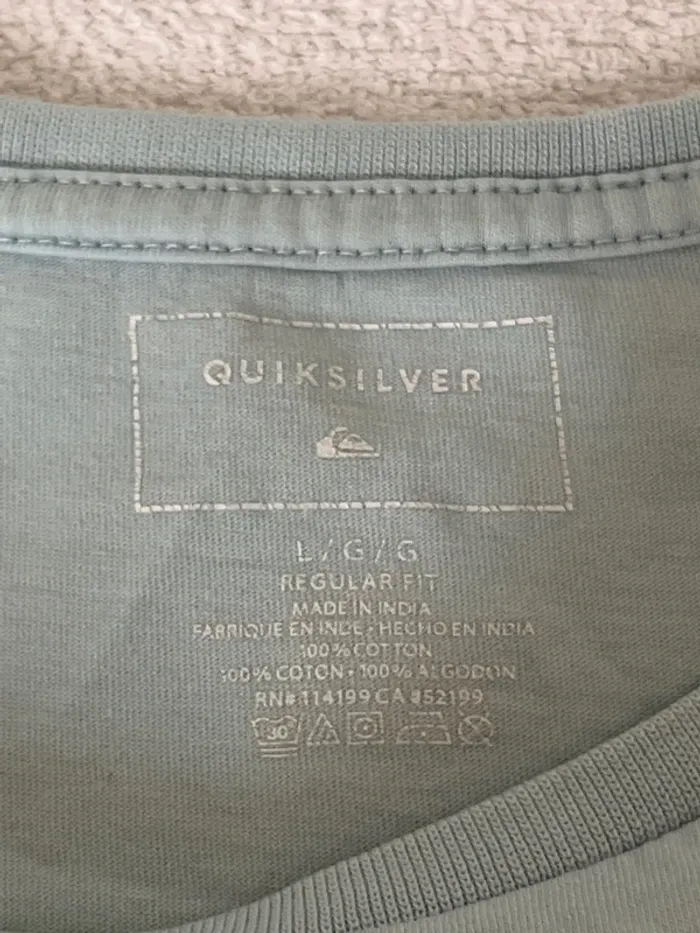 QUIKSILVER
L/G/G
REGULAR FIT
MADE IN INDIA
FABRIQUE EN INDE - HECHO EN INDIA
100% COTTON
100% COTON • 100% ALGODON
RN# 114199 CA #52199
30°